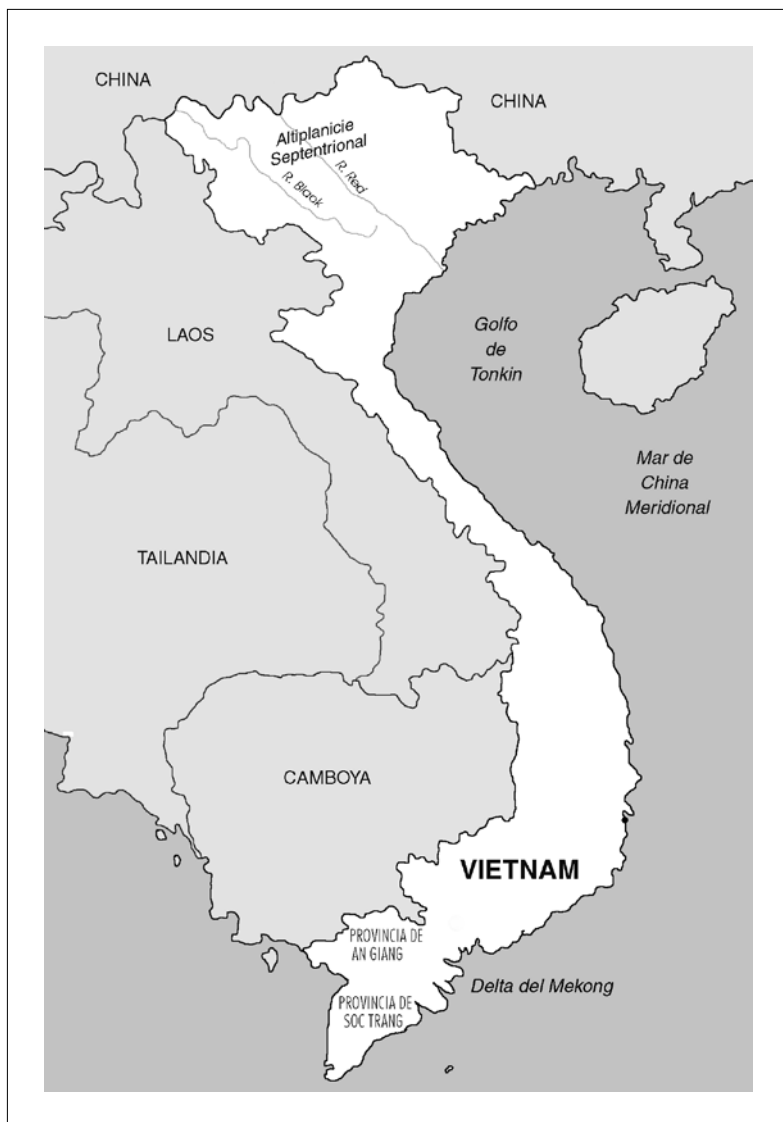 CHINA
CHINA
Altiplanicie
Septentrional
R. Black
R. Red
Golfo
de
Tonkin
LAOS
Mar de
China
Meridional
TAILANDIA
CAMBOYA
VIETNAM
PROVINCIA DE
AN GIANG
Delta del Mekong
PROVINCIA DE
SOC TRANG